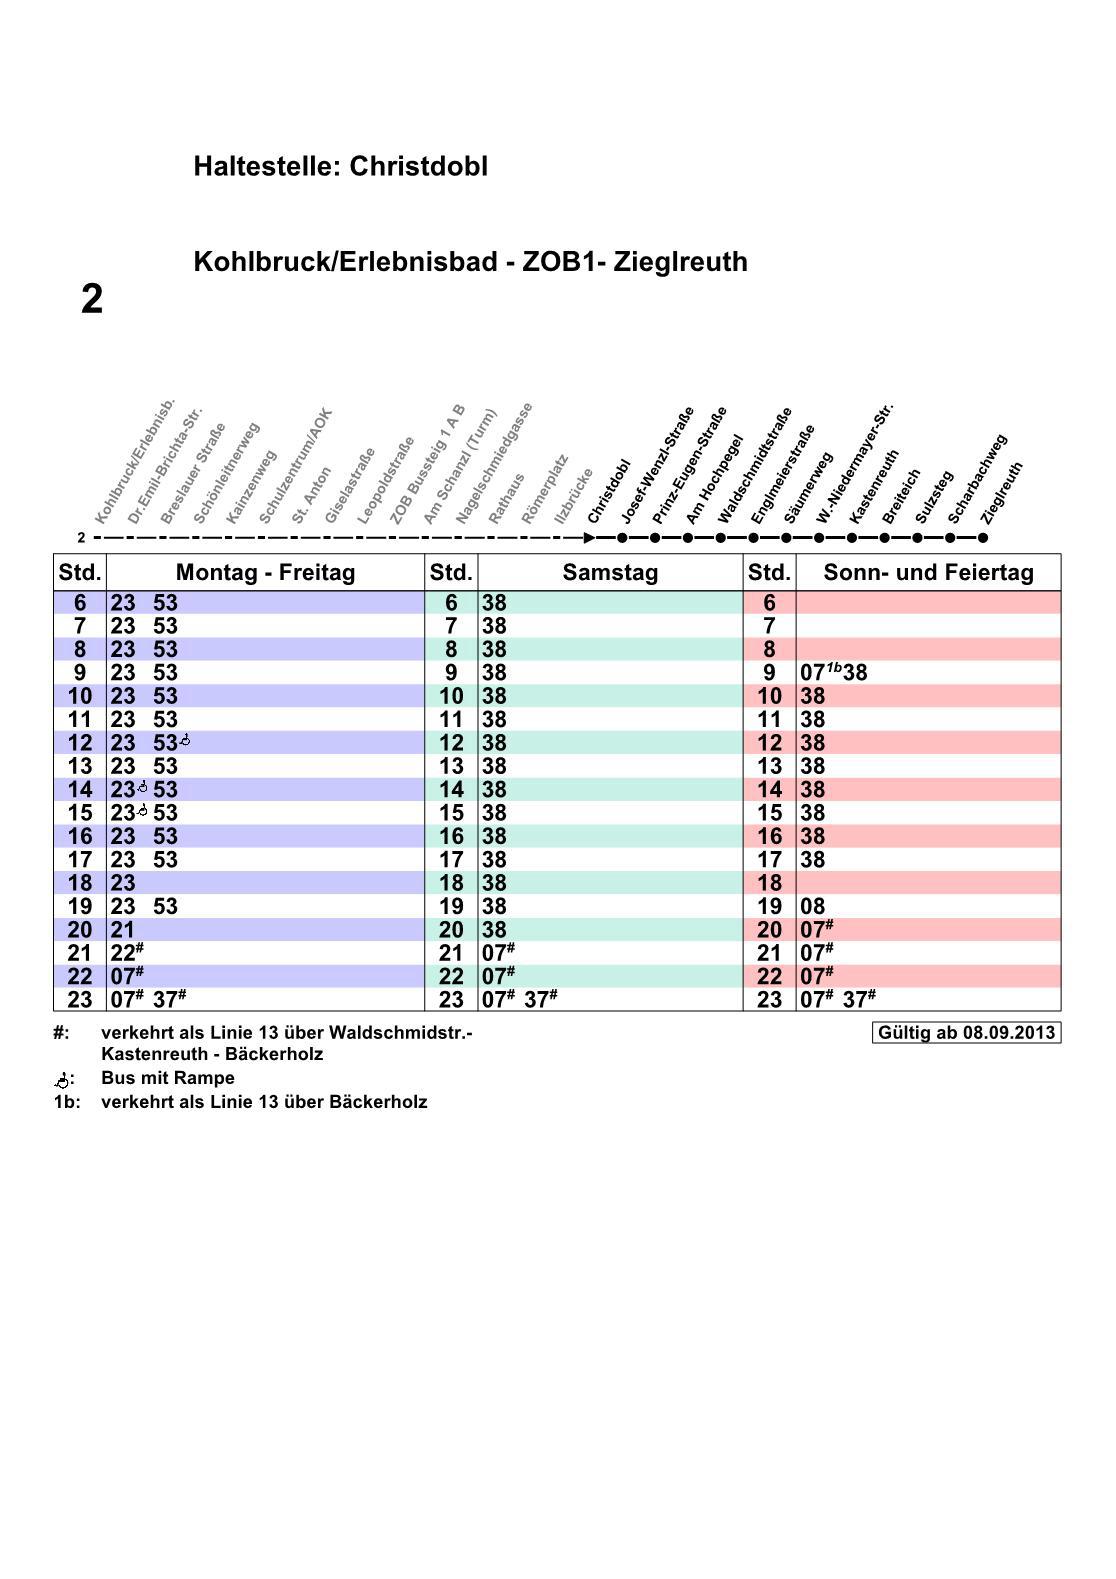 Haltestelle: Christdobl
Kohlbruck/Erlebnisbad - ZOB1- Zieglreuth
2
Kohlbruck/Erlebnisb.
Dr.Emil-Brichta-Str.
Breslauer Straße
Schönleitnerweg
Kainzenweg
Schulzentrum/AOK
St. Anton
Giselastraße
Leopoldstraße
ZOB Bussteig 1 A B
Am Schanzl (Turm)
Nagelschmiedgasse
Rathaus
Römerplatz
Ilzbrücke
Christdobl
Josef-Wenzl-Straße
Prinz-Eugen-Straße
Am Hochpegel
Waldschmidtstraße
Englmeierstraße
Säumerweg
W.-Niedermayer-Str.
Kastenreuth
Breiteich
Sulzsteg
Scharbachweg
Zieglreuth
2
Std. Montag - Freitag Std. Samstag Std. Sonn- und Feiertag
6 23 53 6 38 6
7 23 53 7 38 7
8 23 53 8 38 8
9 23 53 9 38 9 07 1b 38
10 23 53 10 38 10 38
11 23 53 11 38 11 38
12 23 53 12 38 12 38
13 23 53 13 38 13 38
14 23 53 14 38 14 38
15 23 53 15 38 15 38
16 23 53 16 38 16 38
17 23 53 17 38 17 38
18 23 18 38 18
19 23 53 19 38 19 08
20 21 20 38 20 07#
21 22# 21 07# 21 07#
22 07# 22 07# 22 07#
23 07# 37# 23 07# 37# 23 07# 37#
#: verkehrt als Linie 13 über Waldschmidstr.-
Kastenreuth - Bäckerholz
Gültig ab 08.09.2013
: Bus mit Rampe
1b: verkehrt als Linie 13 über Bäckerholz